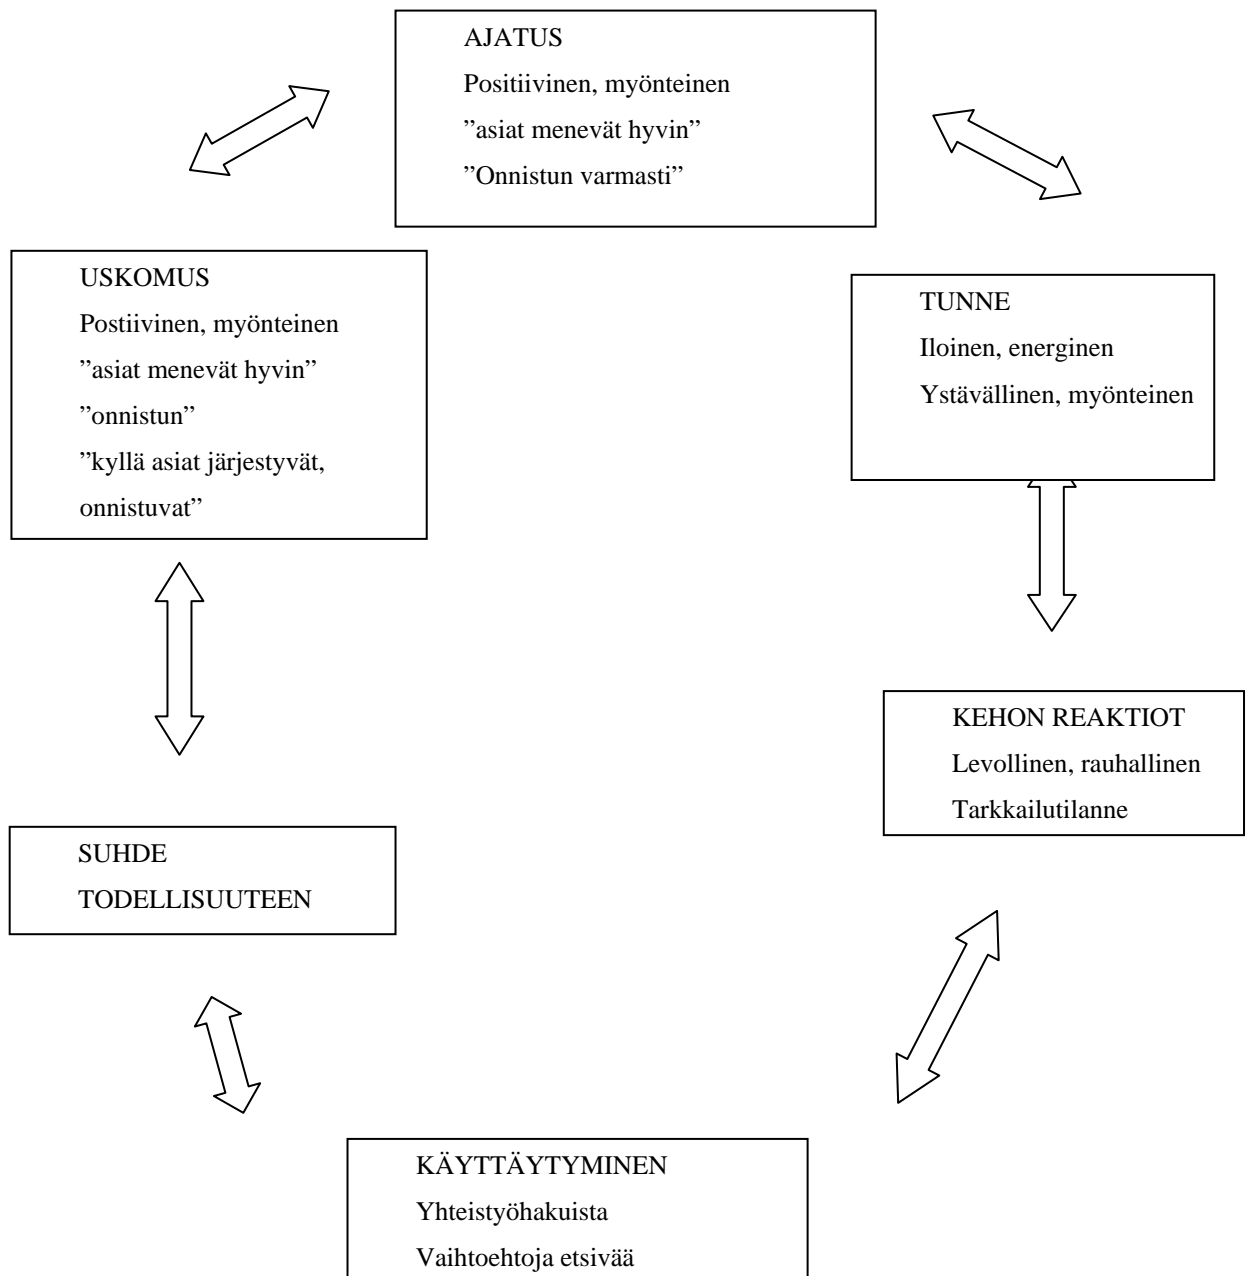 AJATUS
Positiivinen, myönteinen
”asiat menevät hyvin”
”Onnistun varmasti”
USKOMUS
Postiivinen, myönteinen
”asiat menevät hyvin”
”onnistun”
”kyllä asiat järjestyvät,
onnistuvat”
TUNNE
Iloinen, energinen
Ystävällinen, myönteinen
KEHON REAKTIOT
Levollinen, rauhallinen
Tarkkailutilanne
SUHDE
TODELLISUUTEEN
KÄYTTÄYTYMINEN
Yhteistyöhakuista
Vaihtoehtoja etsivää